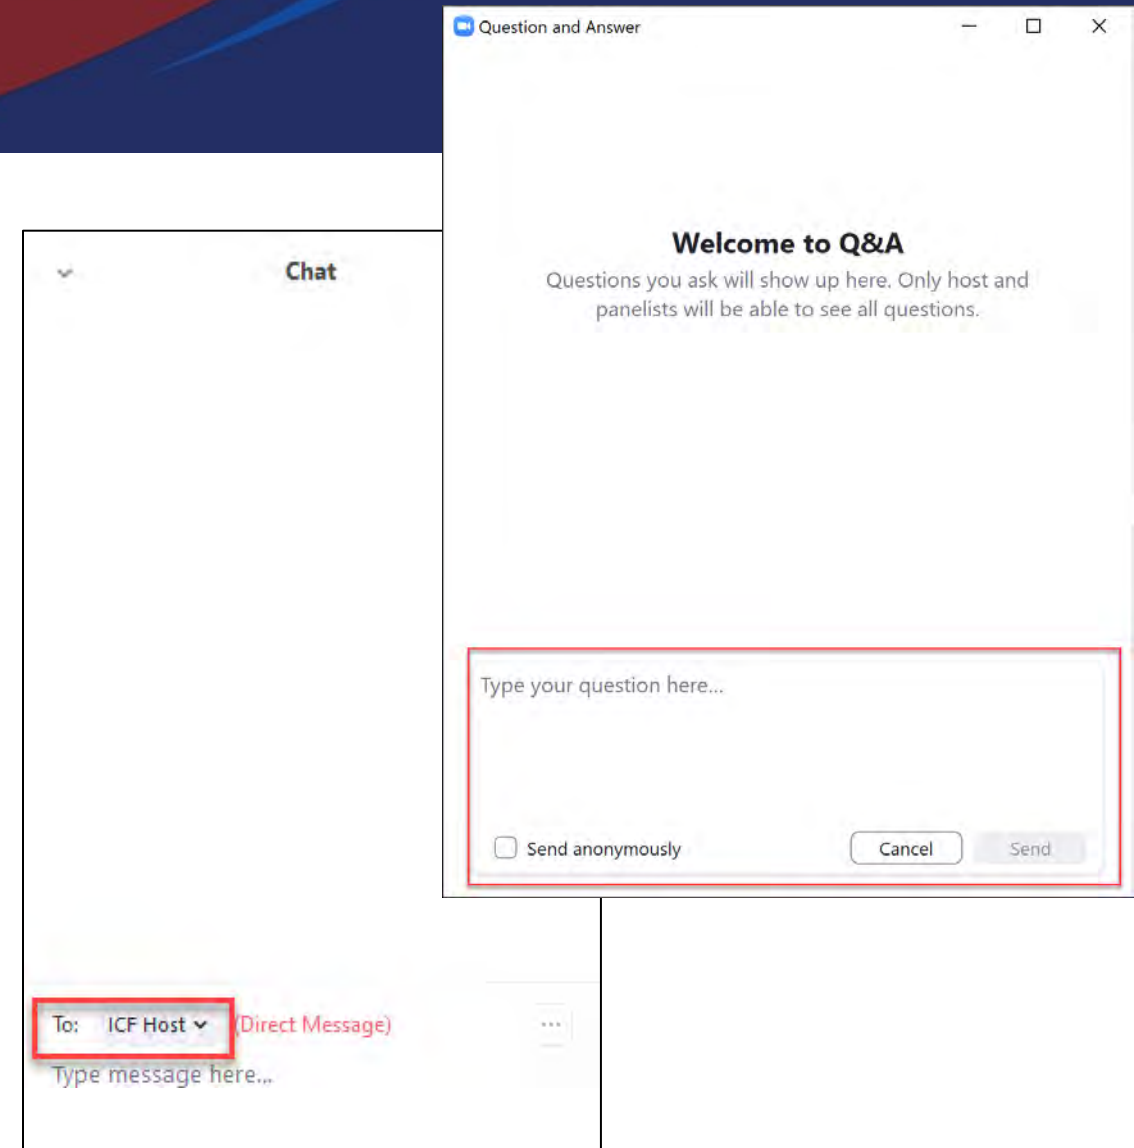 Question and Answer
Welcome to Q&A
Questions you ask will show up here. Only host and
panelists will be able to see all questions.
Type your question here...
Send anonymously
Cancel
Send
Chat
To: ICF Host (Direct Message)
...
Type message here...